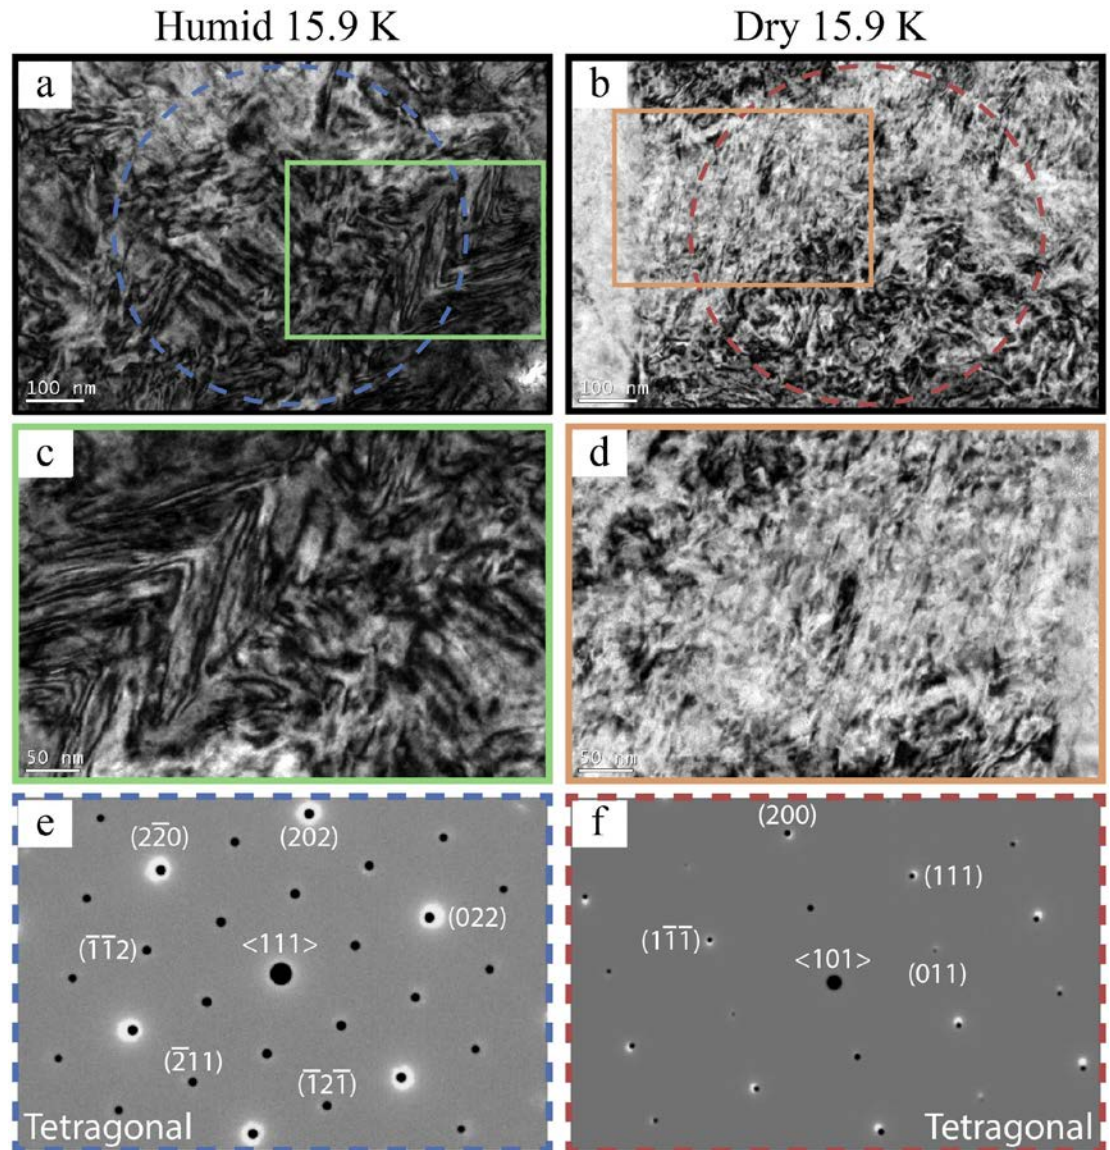 Humid 15.9 K
Dry 15.9 K
a
100 nm
b
100 nm
c
50 nm
d
50 nm
e
(22̄0)
(202)
(022)
(1̄1̄2)
<111>
(2̄11)
(1̄21̄)
Tetragonal
f
(200)
(111)
(11̄1̄)
<101>
(011)
Tetragonal